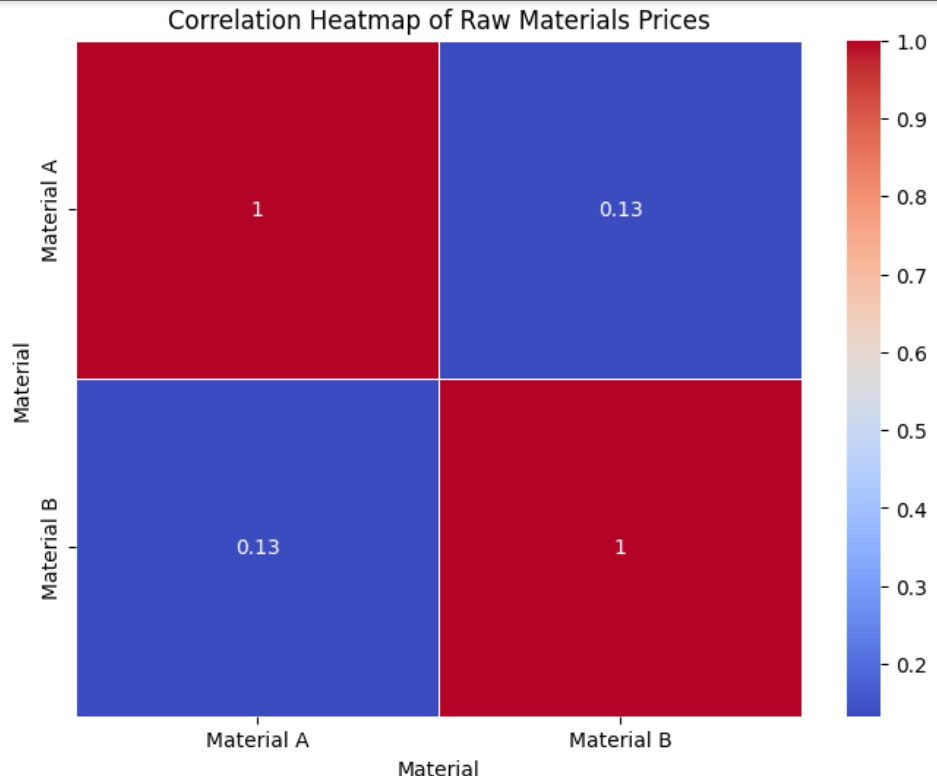 Correlation Heatmap of Raw Materials Prices
Material
Material A
1
0.13
Material B
0.13
1
Material A
Material B
Material
1.0
0.9
0.8
0.7
0.6
0.5
0.4
0.3
0.2